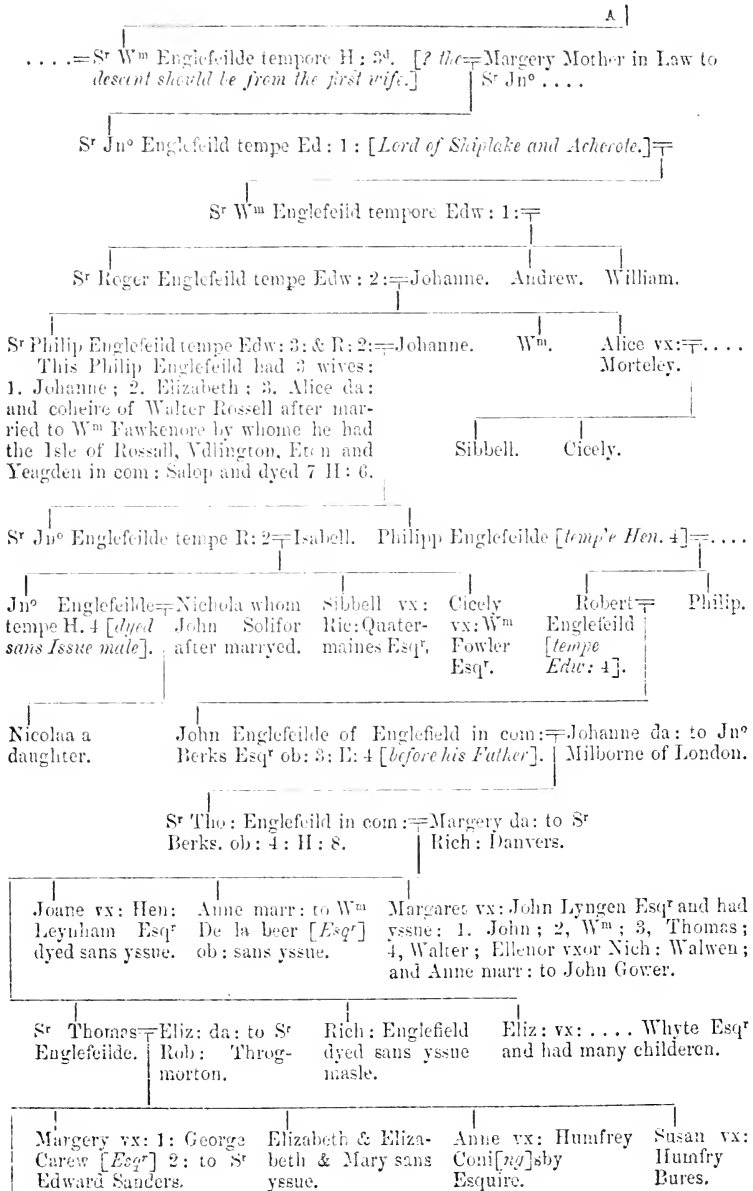 A
. . . . = Sʳ Wᵐ Englefeilde tempore H : 3ᵈ. [? the = Margery Mother in Law to
descent should be from the first wife.] Sʳ Jnᵒ . . . .
Sʳ Jnᵒ Englefeild tempe Ed : 1 : [Lord of Shiplake and Acherote.] =
Sʳ Wᵐ Englefeild tempore Edw : 1 : =
Sʳ Roger Englefeild tempe Edw : 2 : = Johanne. Andrew. William.
Sʳ Philip Englefeild tempe Edw : 3 : & R : 2 : = Johanne. Wᵐ. Alice vx : = . . . .
Morteley.
This Philip Englefeild had 3 wives :
1. Johanne ; 2. Elizabeth ; 3. Alice da :
and coheire of Walter Rossell after mar-
ried to Wᵐ Fawkenore by whome he had
the Isle of Rossall, Ydlington, Eton and
Yeagden in com : Salop and dyed 7 H : 6.
Sibbell. Cicely.
Sʳ Jnᵒ Englefeilde tempe R : 2 = Isabell. Philipp Englefeilde [temp'e Hen. 4] = . . . .
Jnᵒ Englefeilde = Nichola whom Sibbell vx : Cicely Robert = Philip.
tempe H. 4 [dyed John Solifor Ric : Quater- vx : Wᵐ Englefeild
sans Issue male]. after marryed. maines Esqʳ. Fowler [tempe
Esqʳ. Edw : 4].
Nicolaa a John Englefeilde of Englefield in com : = Johanne da : to Jnᵒ
daughter. Berks Esqʳ ob : 3 : E : 4 [before his Father]. Milborne of London.
Sʳ Tho : Englefeild in com : = Margery da : to Sʳ
Berks. ob : 4 : H : 8. Rich : Danvers.
Joane vx : Hen : Anne marr : to Wᵐ Margaret vx : John Lyngen Esqʳ and had
Leynham Esqʳ De la beer [Esqʳ] yssue : 1. John ; 2, Wᵐ ; 3, Thomas ;
dyed sans yssue. ob : sans yssue. 4, Walter ; Ellenor vxor Nich : Walwen ;
and Anne marr : to John Gower.
Sʳ Thomas = Eliz : da : to Sʳ Rich : Englefield Eliz : vx : . . . . Whyte Esqʳ
Englefeilde. Rob : Throg- dyed sans yssue and had many childeren.
morton. masle.
Margery vx : 1 : George Elizabeth & Eliza- Anne vx : Humfrey Susan vx :
Carew [Esqʳ] 2 : to Sʳ beth & Mary sans Coni[ng]sby Humfry
Edward Sanders. yssue. Esquire. Bures.